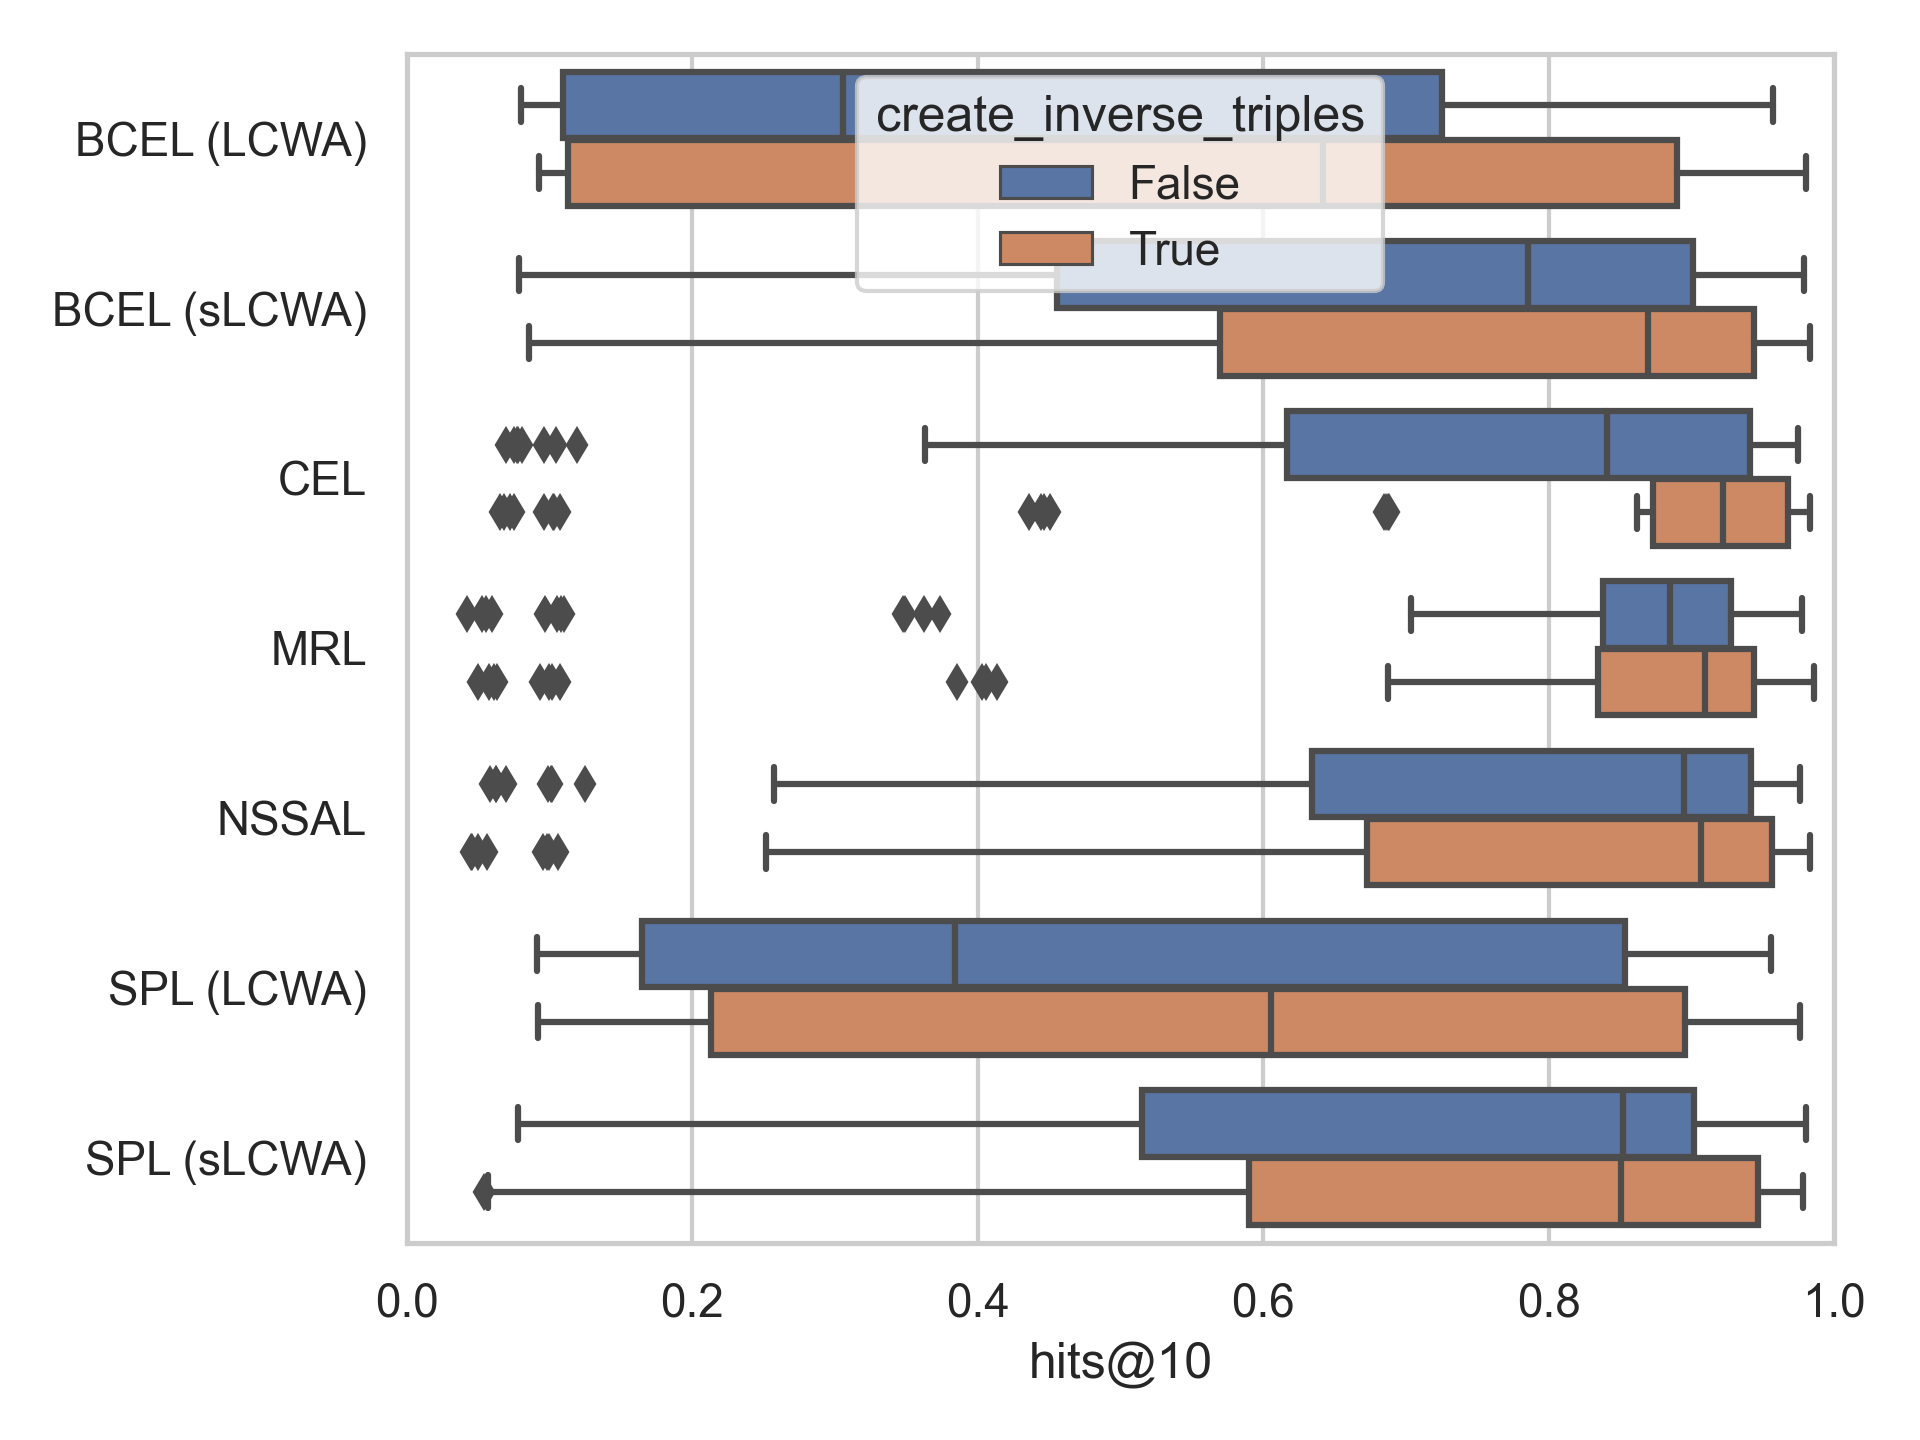 create_inverse_triples
False
True
BCEL (LCWA)
BCEL (sLCWA)
CEL
MRL
NSSAL
SPL (LCWA)
SPL (sLCWA)
0.0 0.2 0.4 0.6 0.8 1.0
hits@10